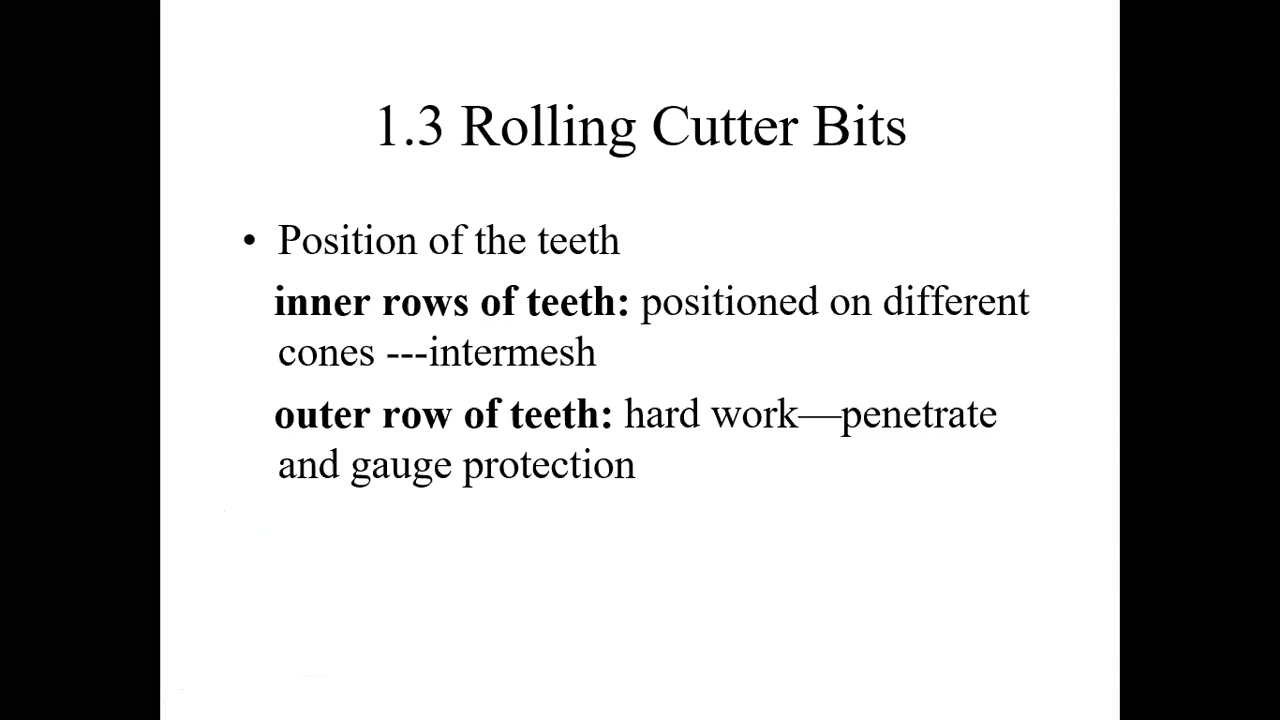 1.3 Rolling Cutter Bits
• Position of the teeth
inner rows of teeth: positioned on different
cones ---intermesh
outer row of teeth: hard work—penetrate
and gauge protection